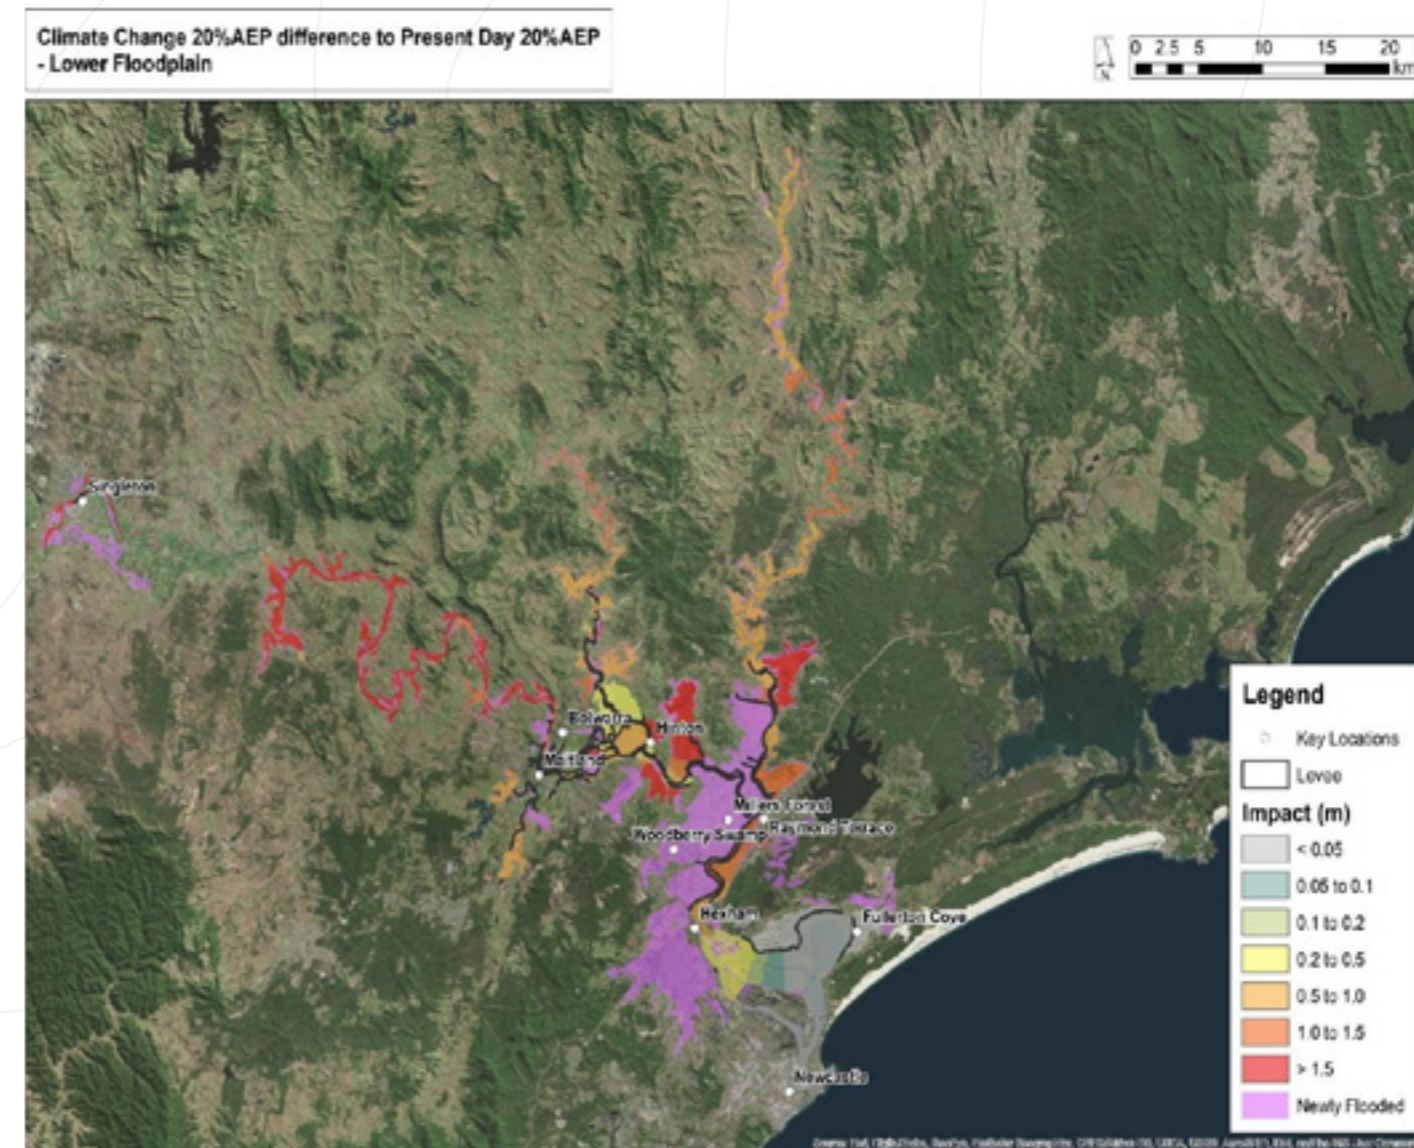 Climate Change 20%AEP difference to Present Day 20%AEP
- Lower Floodplain
0 2.5 5 10 15 20
km
N
Singleton
Bolwarra
Hinton
Maitland
Millers Forest
Woodberry Swamp
Raymond Terrace
Hexham
Fullerton Cove
Newcastle
Legend
Key Locations
Levee
Impact (m)
< 0.05
0.05 to 0.1
0.1 to 0.2
0.2 to 0.5
0.5 to 1.0
1.0 to 1.5
> 1.5
Newly Flooded